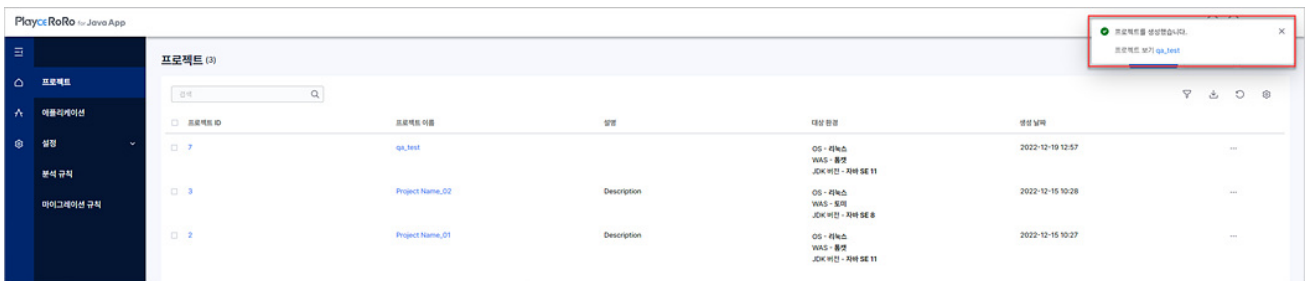 PlayceRoRo for Java App
프로젝트를 생성했습니다.
프로젝트 보기 qa_test
프로젝트 (3)
프로젝트
애플리케이션
설정
분석 규칙
마이그레이션 규칙
검색
프로젝트 ID 프로젝트 이름 설명 대상 환경 생성 날짜
7 qa_test OS - 리눅스 2022-12-19 12:57 ...
WAS - 톰캣
JDK 버전 - 자바 SE 11
3 Project Name_02 Description OS - 리눅스 2022-12-15 10:28 ...
WAS - 토미
JDK 버전 - 자바 SE 8
2 Project Name_01 Description OS - 리눅스 2022-12-15 10:27 ...
WAS - 톰캣
JDK 버전 - 자바 SE 11